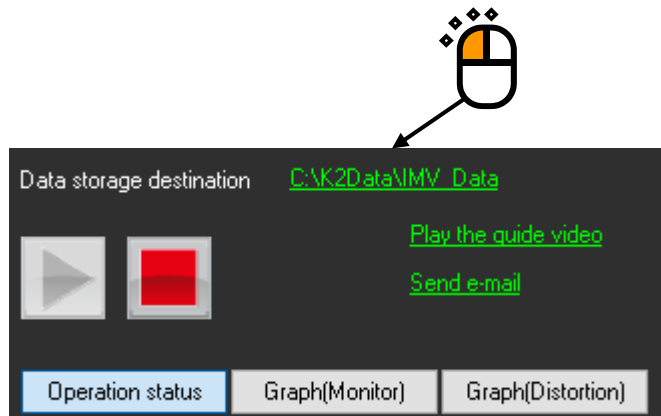 Data storage destination C:\K2Data\IMV_Data
Play the guide video
Send e-mail
Operation status Graph(Monitor) Graph(Distortion)